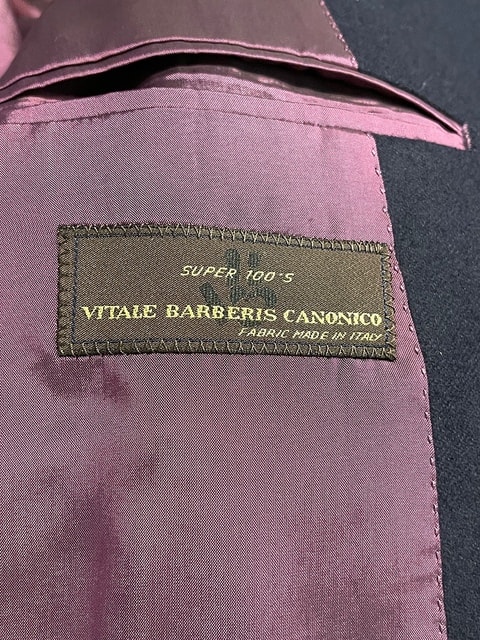 SUPER 100'S
VITALE BARBERIS CANONICO
FABRIC MADE IN ITALY